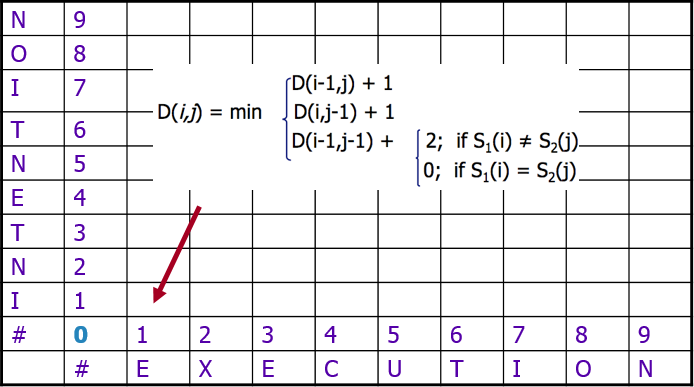 N 9
O 8
I 7
D(i-1,j) + 1
D(i,j) = min D(i,j-1) + 1
T 6
D(i-1,j-1) + 2; if S₁(i) ≠ S₂(j)
N 5
0; if S₁(i) = S₂(j)
E 4
T 3
N 2
I 1
# 0 1 2 3 4 5 6 7 8 9
# E X E C U T I O N